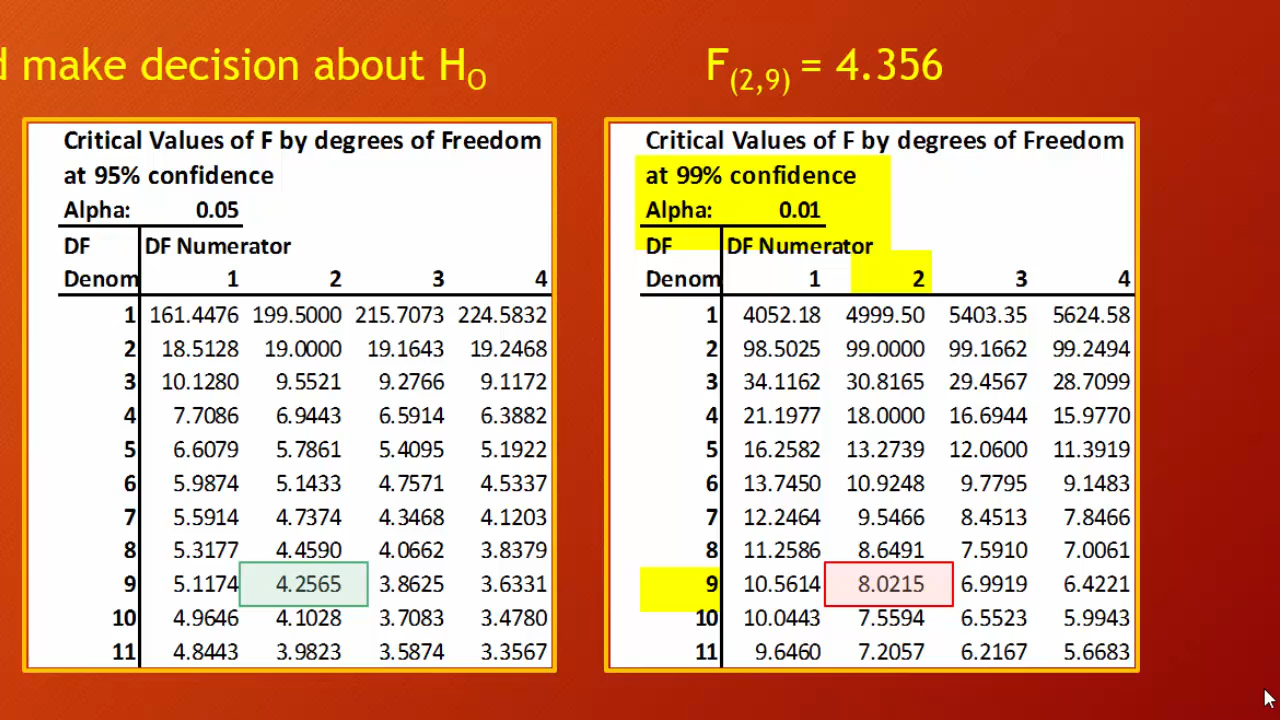 d make decision about HO
F(2,9) = 4.356
Critical Values of F by degrees of Freedom
at 95% confidence
Alpha: 0.05
DF DF Numerator
Denom 1 2 3 4
1 161.4476 199.5000 215.7073 224.5832
2 18.5128 19.0000 19.1643 19.2468
3 10.1280 9.5521 9.2766 9.1172
4 7.7086 6.9443 6.5914 6.3882
5 6.6079 5.7861 5.4095 5.1922
6 5.9874 5.1433 4.7571 4.5337
7 5.5914 4.7374 4.3468 4.1203
8 5.3177 4.4590 4.0662 3.8379
9 5.1174 4.2565 3.8625 3.6331
10 4.9646 4.1028 3.7083 3.4780
11 4.8443 3.9823 3.5874 3.3567
Critical Values of F by degrees of Freedom
at 99% confidence
Alpha: 0.01
DF DF Numerator
Denom 1 2 3 4
1 4052.18 4999.50 5403.35 5624.58
2 98.5025 99.0000 99.1662 99.2494
3 34.1162 30.8165 29.4567 28.7099
4 21.1977 18.0000 16.6944 15.9770
5 16.2582 13.2739 12.0600 11.3919
6 13.7450 10.9248 9.7795 9.1483
7 12.2464 9.5466 8.4513 7.8466
8 11.2586 8.6491 7.5910 7.0061
9 10.5614 8.0215 6.9919 6.4221
10 10.0443 7.5594 6.5523 5.9943
11 9.6460 7.2057 6.2167 5.6683